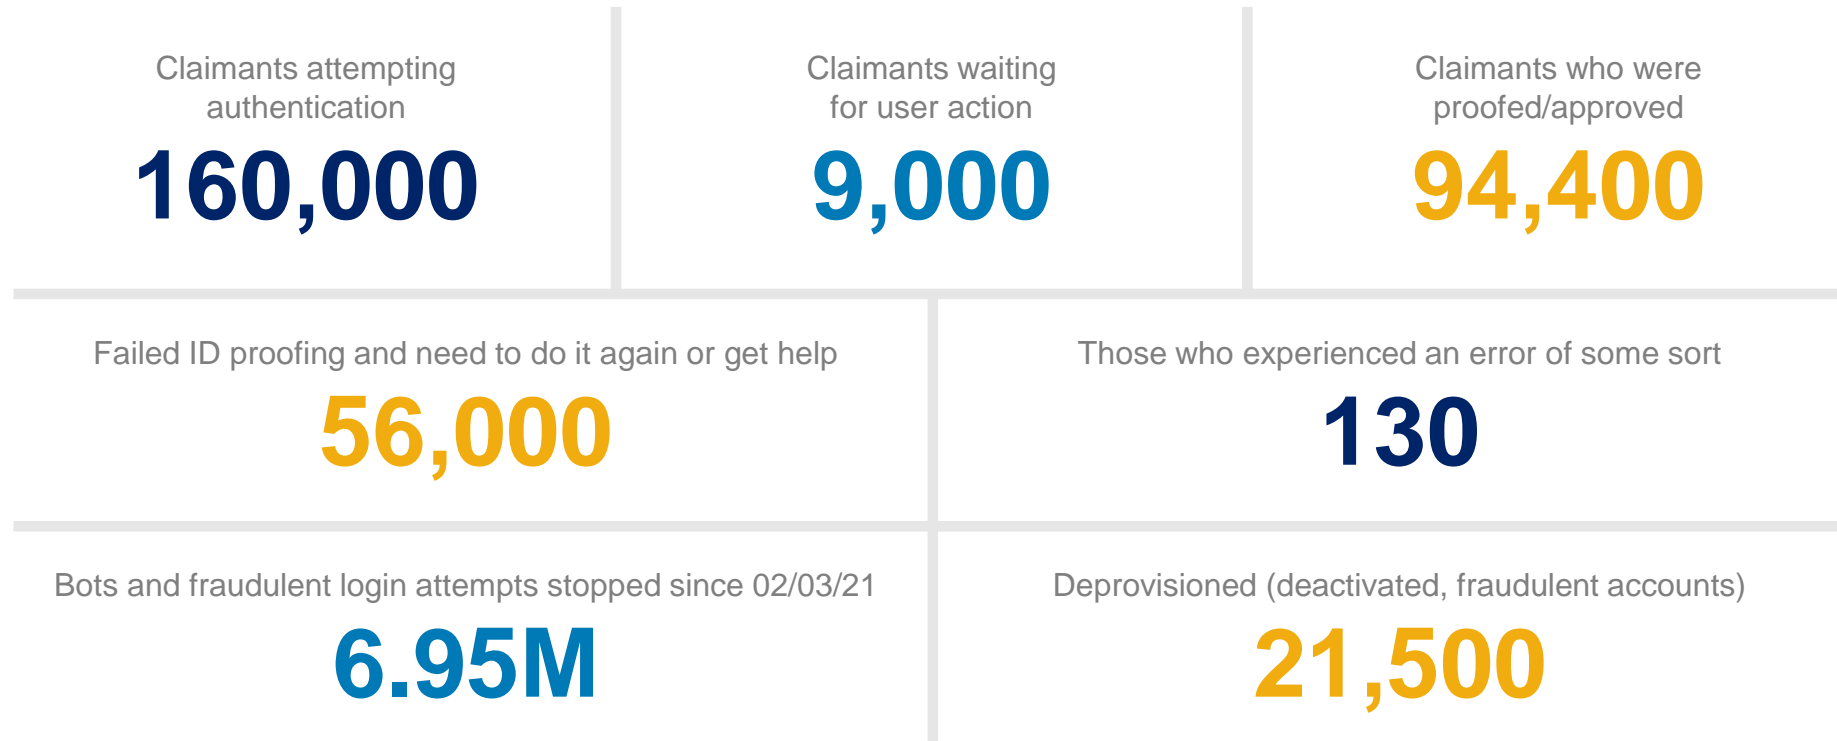 Claimants attempting
authentication
160,000
Claimants waiting
for user action
9,000
Claimants who were
proofed/approved
94,400
Failed ID proofing and need to do it again or get help
56,000
Those who experienced an error of some sort
130
Bots and fraudulent login attempts stopped since 02/03/21
6.95M
Deprovisioned (deactivated, fraudulent accounts)
21,500